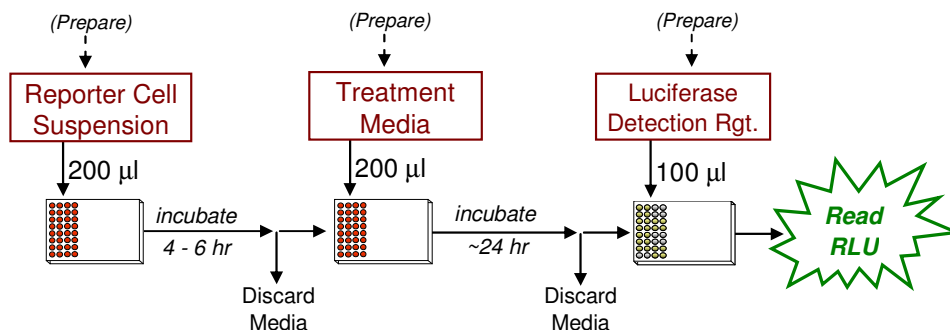 (Prepare)
(Prepare)
(Prepare)
Reporter Cell
Suspension
Treatment
Media
Luciferase
Detection Rgt.
200 μl
200 μl
100 μl
incubate
4 - 6 hr
incubate
~24 hr
Read
RLU
Discard
Media
Discard
Media